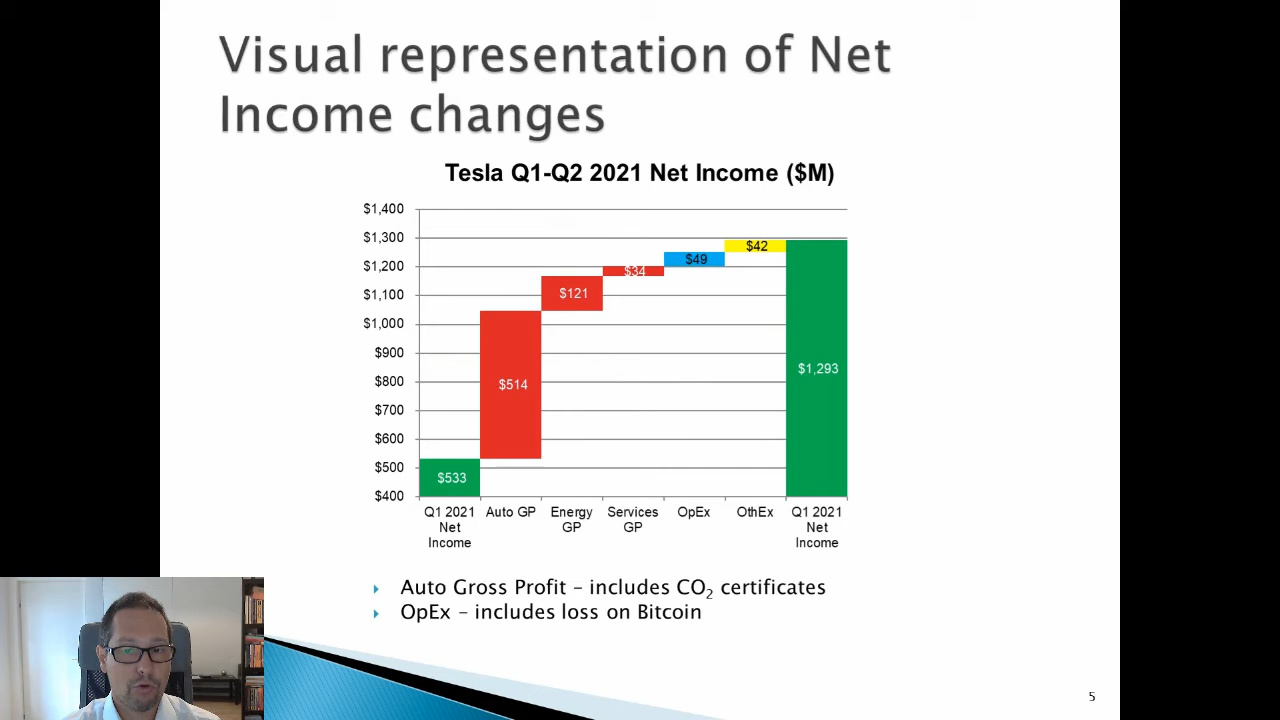 Visual representation of Net
Income changes
Tesla Q1-Q2 2021 Net Income ($M)
$1,400
$1,300
$1,200
$1,100
$1,000
$900
$800
$700
$600
$500
$400
$533
$514
$121
$34
$49
$42
$1,293
Q1 2021
Net
Income
Auto GP
Energy
GP
Services
GP
OpEx
OthEx
Q1 2021
Net
Income
Auto Gross Profit – includes CO₂ certificates
OpEx – includes loss on Bitcoin
5